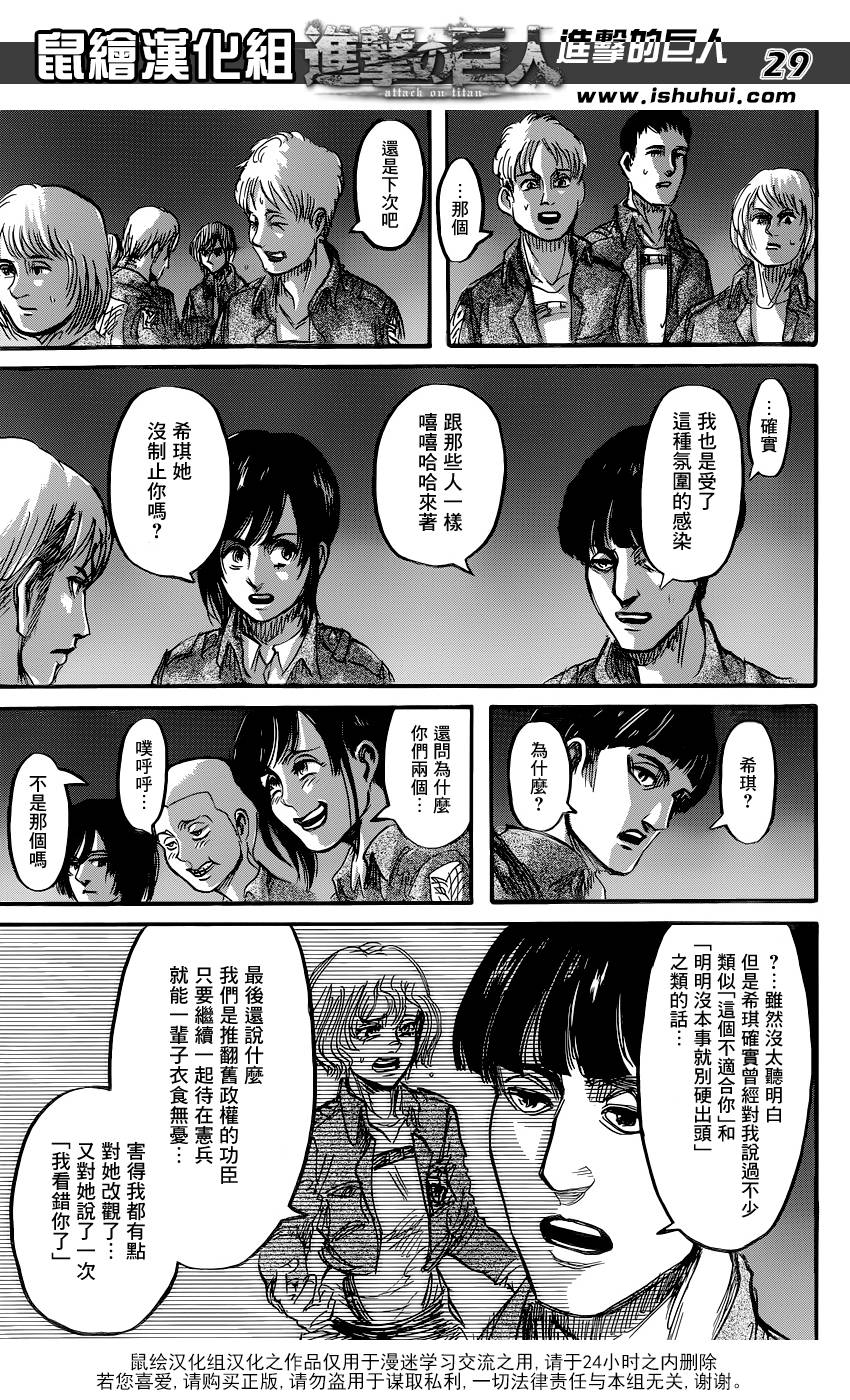 鼠繪漢化組
進撃の巨人
attack on titan
進擊的巨人
www.ishuhui.com
29
…那個
還是下次吧
…確實
我也是受了
這種氛圍的感染
跟那些人一樣
嘻嘻哈哈來著
希琪她
沒制止你嗎?
希琪?
為什麼?
還問為什麼
你們兩個…
噗呼呼…
不是那個嗎
?…雖然沒太聽明白
但是希琪確實曾經對我說過不少
類似「這個不適合你」和
「明明沒本事就別硬出頭」
之類的話…
最後還說什麼
我們是推翻舊政權的功臣
只要繼續一起待在憲兵
就能一輩子衣食無憂…
害得我都有點
對她改觀了…
又對她說了一次
「我看錯你了」
鼠绘汉化组汉化之作品仅用于漫迷学习交流之用, 请于24小时之内删除
若您喜爱, 请购买正版, 请勿盗用于谋取私利, 一切法律责任与本组无关, 谢谢。